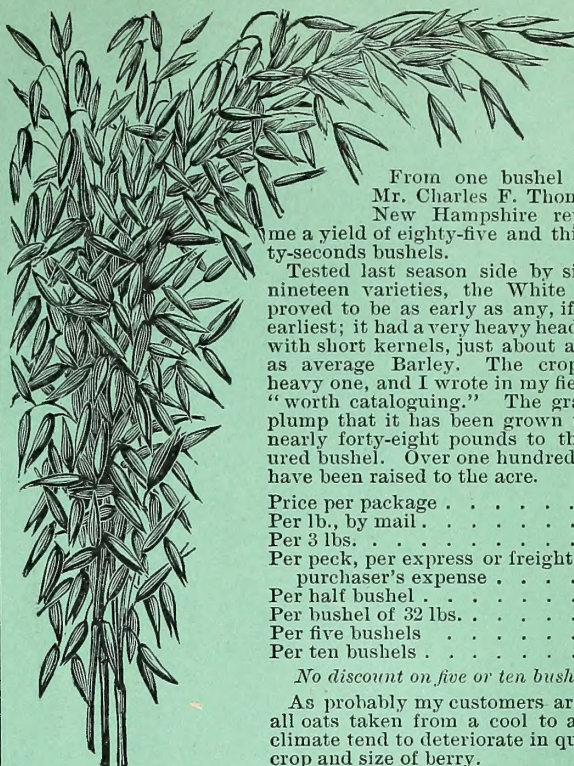 From one bushel
Mr. Charles F. Thom
New Hampshire re
me a yield of eighty-five and thi
ty-seconds bushels.
Tested last season side by si
nineteen varieties, the White
proved to be as early as any, if
earliest; it had a very heavy head
with short kernels, just about a
as average Barley. The crop
heavy one, and I wrote in my fie
"worth cataloguing." The gra
plump that it has been grown
nearly forty-eight pounds to th
ured bushel. Over one hundred
have been raised to the acre.
Price per package . . . . . .
Per lb., by mail . . . . . . .
Per 3 lbs. . . . . . . . . .
Per peck, per express or freight
purchaser's expense . . . .
Per half bushel . . . . . . .
Per bushel of 32 lbs. . . . . .
Per five bushels . . . . . .
Per ten bushels . . . . . . .
No discount on five or ten bush
As probably my customers ar
all oats taken from a cool to a
climate tend to deteriorate in qu
crop and size of berry.